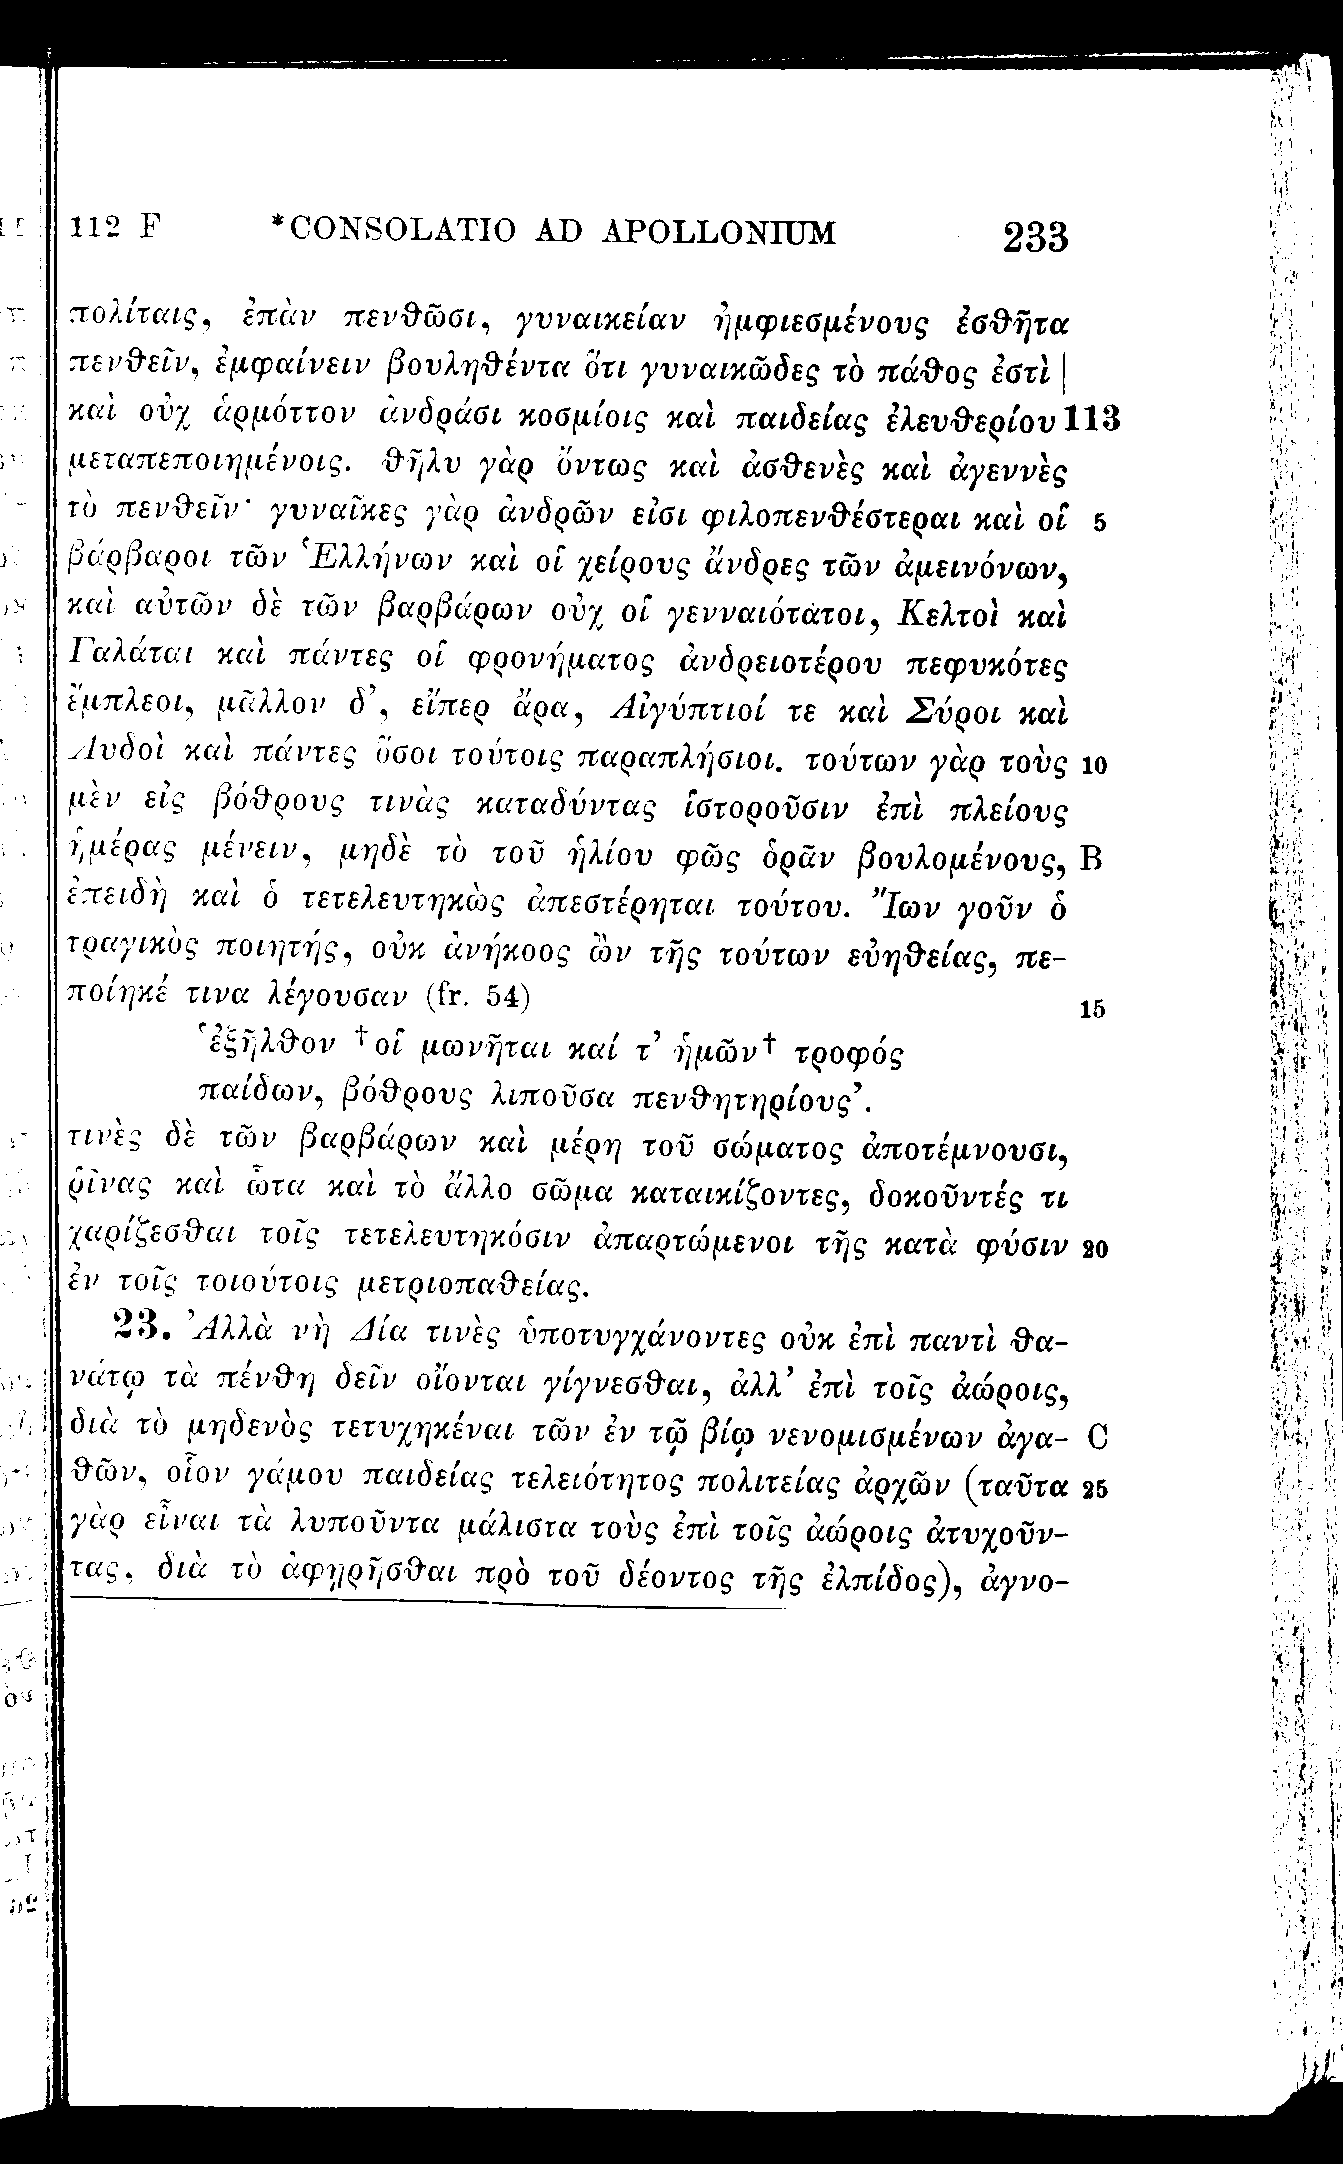 112 F *CONSOLATIO AD APOLLONIUM 233
πολίταις, ἐπὰν πενθῶσι, γυναικείαν ἠμφιεσμένους ἐσθῆτα
πενθεῖν, ἐμφαίνειν βουληθέντα ὅτι γυναικῶδες τὸ πάθος ἐστὶ |
καὶ οὐχ ἁρμόττον ἀνδράσι κοσμίοις καὶ παιδείας ἐλευθερίου 113
μεταπεποιημένοις. θῆλυ γὰρ ὄντως καὶ ἀσθενὲς καὶ ἀγεννὲς
τὸ πενθεῖν· γυναῖκες γὰρ ἀνδρῶν εἰσι φιλοπενθέστεραι καὶ οἱ 5
βάρβαροι τῶν Ἑλλήνων καὶ οἱ χείρους ἄνδρες τῶν ἀμεινόνων,
καὶ αὐτῶν δὲ τῶν βαρβάρων οὐχ οἱ γενναιότατοι, Κελτοὶ καὶ
Γαλάται καὶ πάντες οἱ φρονήματος ἀνδρειοτέρου πεφυκότες
ἔμπλεοι, μᾶλλον δ’, εἴπερ ἄρα, Αἰγύπτιοί τε καὶ Σύροι καὶ
Λυδοὶ καὶ πάντες ὅσοι τούτοις παραπλήσιοι. τούτων γὰρ τοὺς 10
μὲν εἰς βόθρους τινὰς καταδύντας ἱστοροῦσιν ἐπὶ πλείους
ἡμέρας μένειν, μηδὲ τὸ τοῦ ἡλίου φῶς ὁρᾶν βουλομένους, B
ἐπειδὴ καὶ ὁ τετελευτηκὼς ἀπεστέρηται τούτου. Ἴων γοῦν ὁ
τραγικὸς ποιητής, οὐκ ἀνήκοος ὢν τῆς τούτων εὐηθείας, πε-
ποίηκέ τινα λέγουσαν (fr. 54) 15
‘ἐξῆλθον †οἱ μωνῆται καί τ’ ἡμῶν† τροφός
παίδων, βόθρους λιποῦσα πενθητηρίους’.
τινὲς δὲ τῶν βαρβάρων καὶ μέρη τοῦ σώματος ἀποτέμνουσι,
ῥῖνας καὶ ὦτα καὶ τὸ ἄλλο σῶμα καταικίζοντες, δοκοῦντές τι
χαρίζεσθαι τοῖς τετελευτηκόσιν ἀπαρτώμενοι τῆς κατὰ φύσιν 20
ἐν τοῖς τοιούτοις μετριοπαθείας.
23. Ἀλλὰ νὴ Δία τινὲς ὑποτυγχάνοντες οὐκ ἐπὶ παντὶ θα-
νάτῳ τὰ πένθη δεῖν οἴονται γίγνεσθαι, ἀλλ’ ἐπὶ τοῖς ἀώροις,
διὰ τὸ μηδενὸς τετυχηκέναι τῶν ἐν τῷ βίῳ νενομισμένων ἀγα- C
θῶν, οἷον γάμου παιδείας τελειότητος πολιτείας ἀρχῶν (ταῦτα 25
γὰρ εἶναι τὰ λυποῦντα μάλιστα τοὺς ἐπὶ τοῖς ἀώροις ἀτυχοῦν-
τας, διὰ τὸ ἀφῃρῆσθαι πρὸ τοῦ δέοντος τῆς ἐλπίδος), ἀγνο-